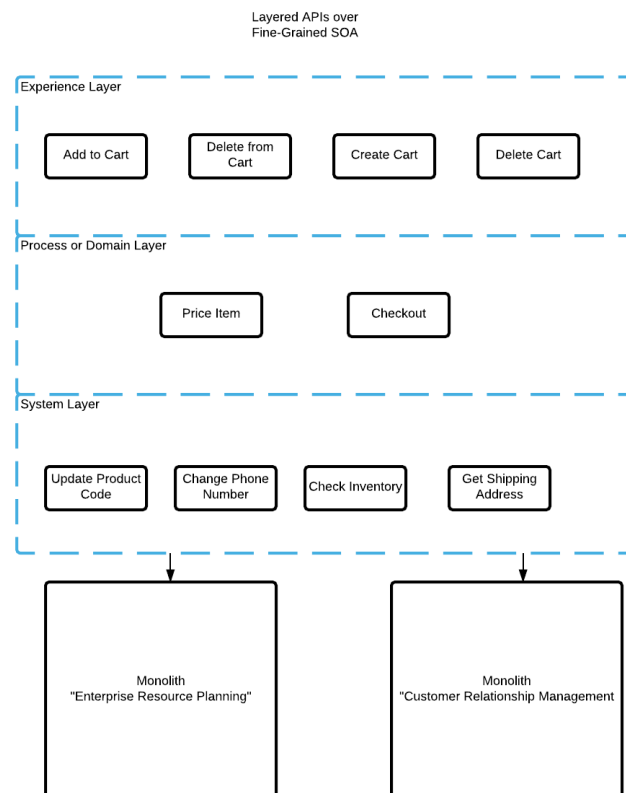 Layered APIs over
Fine-Grained SOA
Experience Layer
Add to Cart
Delete from
Cart
Create Cart
Delete Cart
Process or Domain Layer
Price Item
Checkout
System Layer
Update Product
Code
Change Phone
Number
Check Inventory
Get Shipping
Address
Monolith
"Enterprise Resource Planning"
Monolith
"Customer Relationship Management